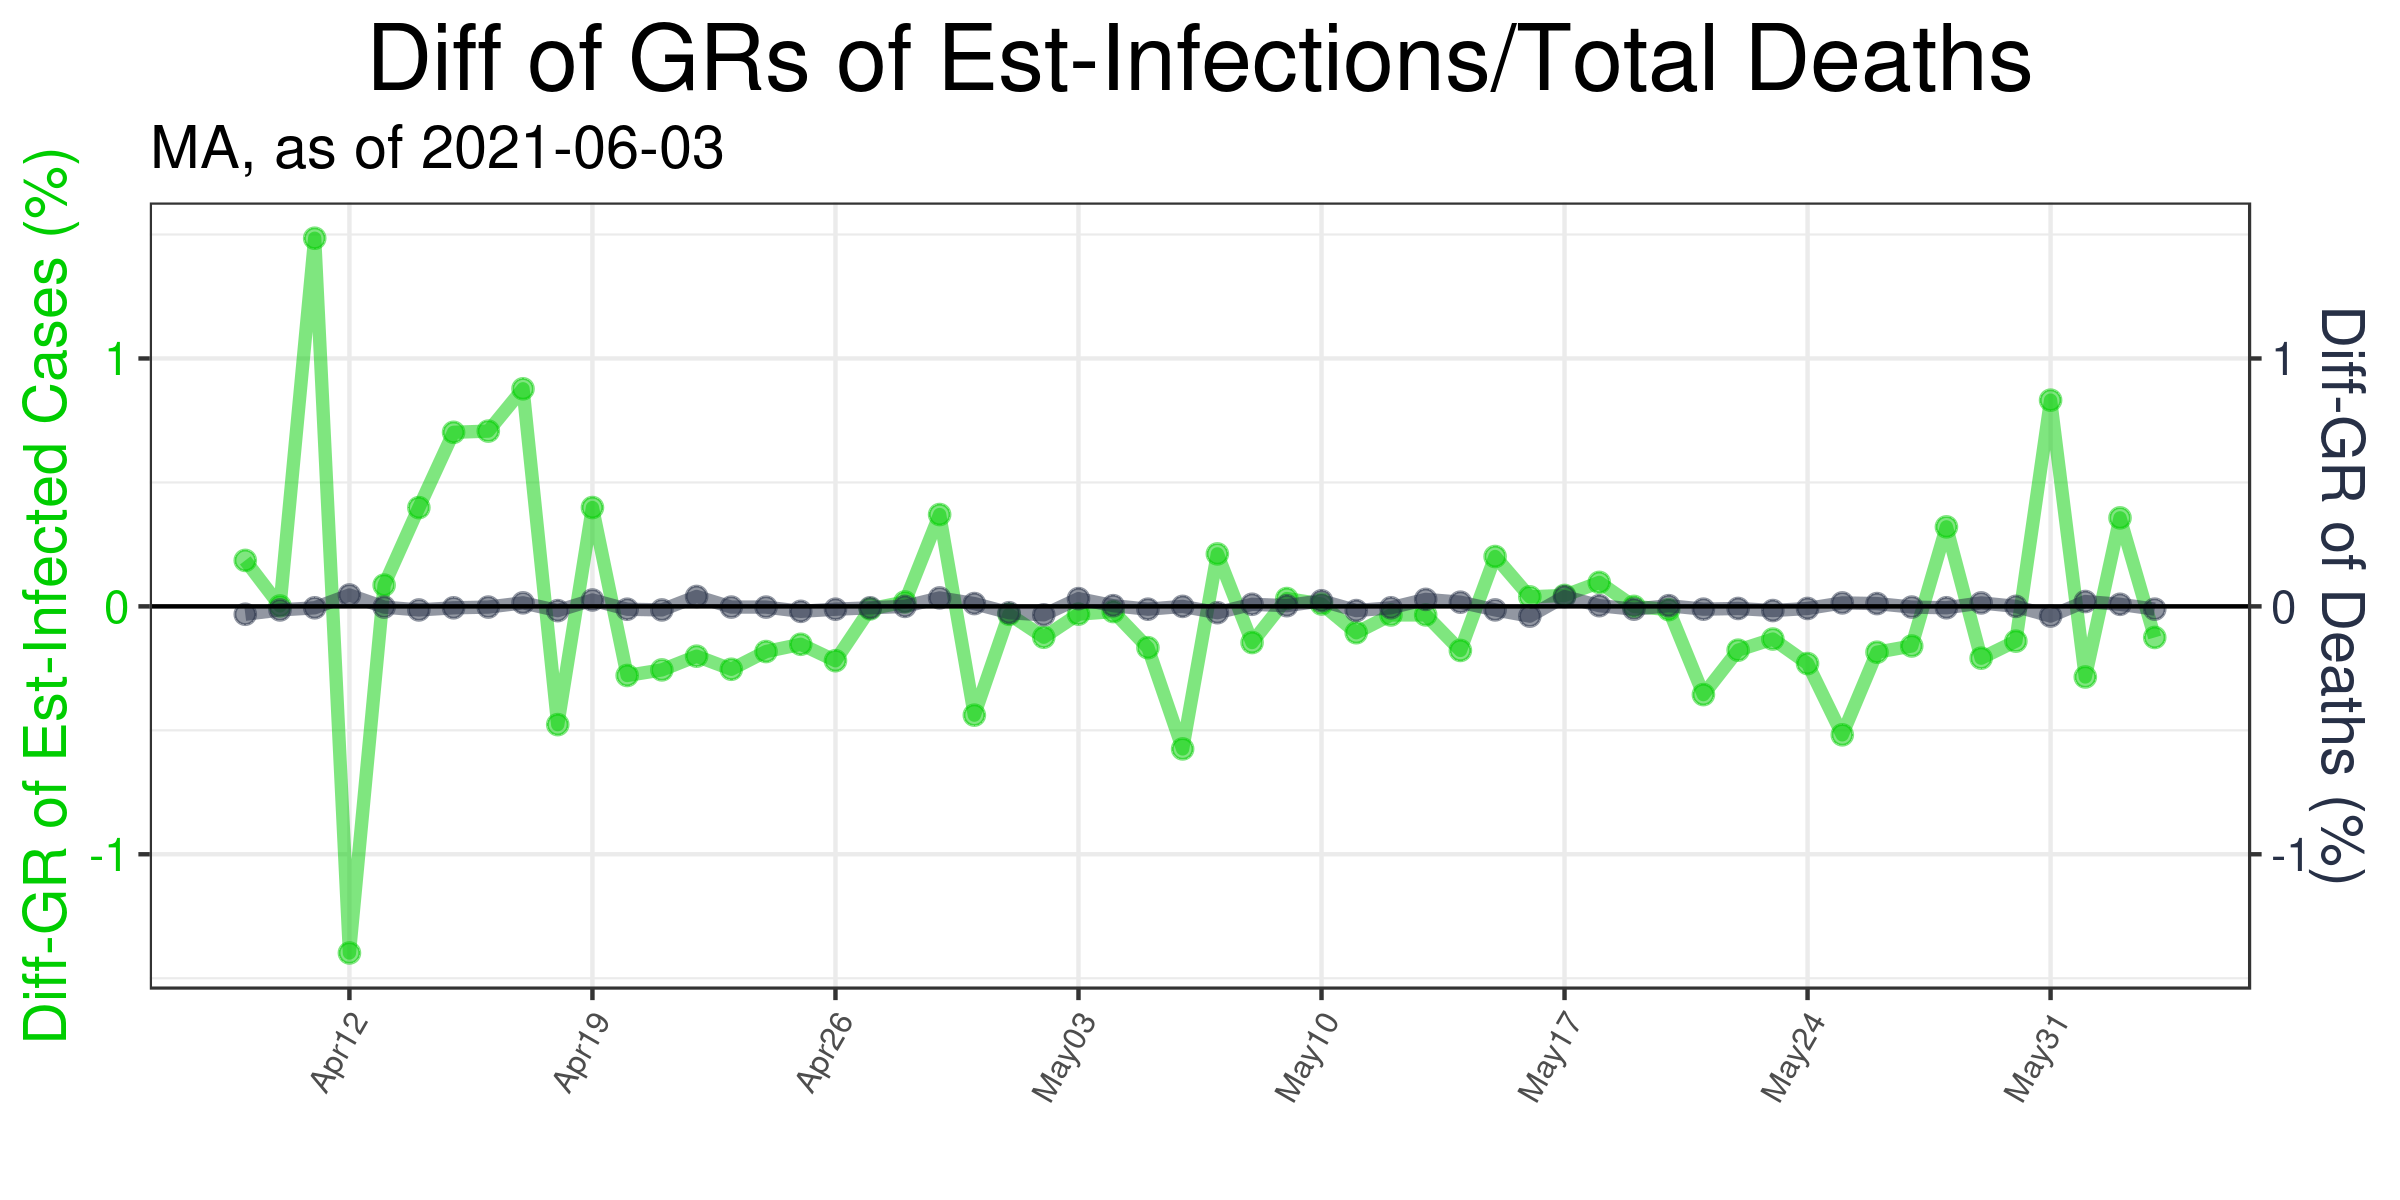 Diff of GRs of Est-Infections/Total Deaths
MA, as of 2021-06-03
Diff-GR of Est-Infected Cases (%)
1
0
-1
1
0
-1
Diff-GR of Deaths (%)
Apr12
Apr19
Apr26
May03
May10
May17
May24
May31